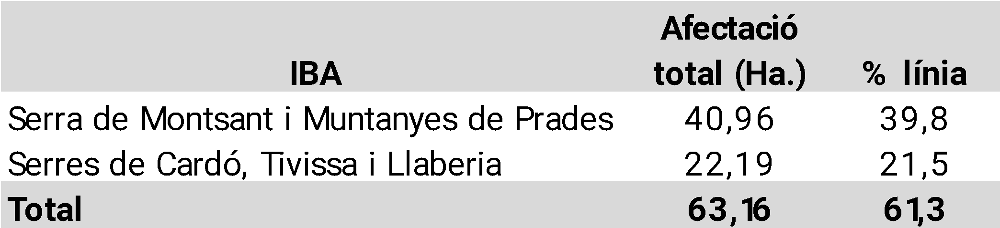 Afectació
IBA total (Ha.) % línia
Serra de Montsant i Muntanyes de Prades 40,96 39,8
Serres de Cardó, Tivissa i Llaberia 22,19 21,5
Total 63,16 61,3